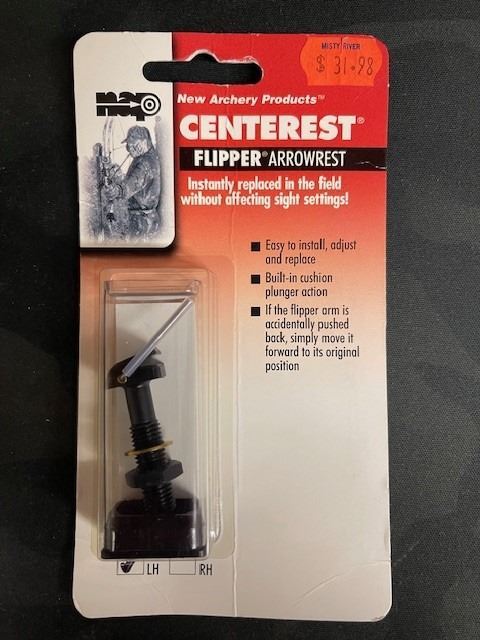 MISTY RIVER
$ 31.98
nap®
New Archery Products™
CENTEREST®
FLIPPER® ARROWREST
Instantly replaced in the field
without affecting sight settings!
■ Easy to install, adjust
and replace
■ Built-in cushion
plunger action
■ If the flipper arm is
accidentally pushed
back, simply move it
forward to its original
position
LH RH